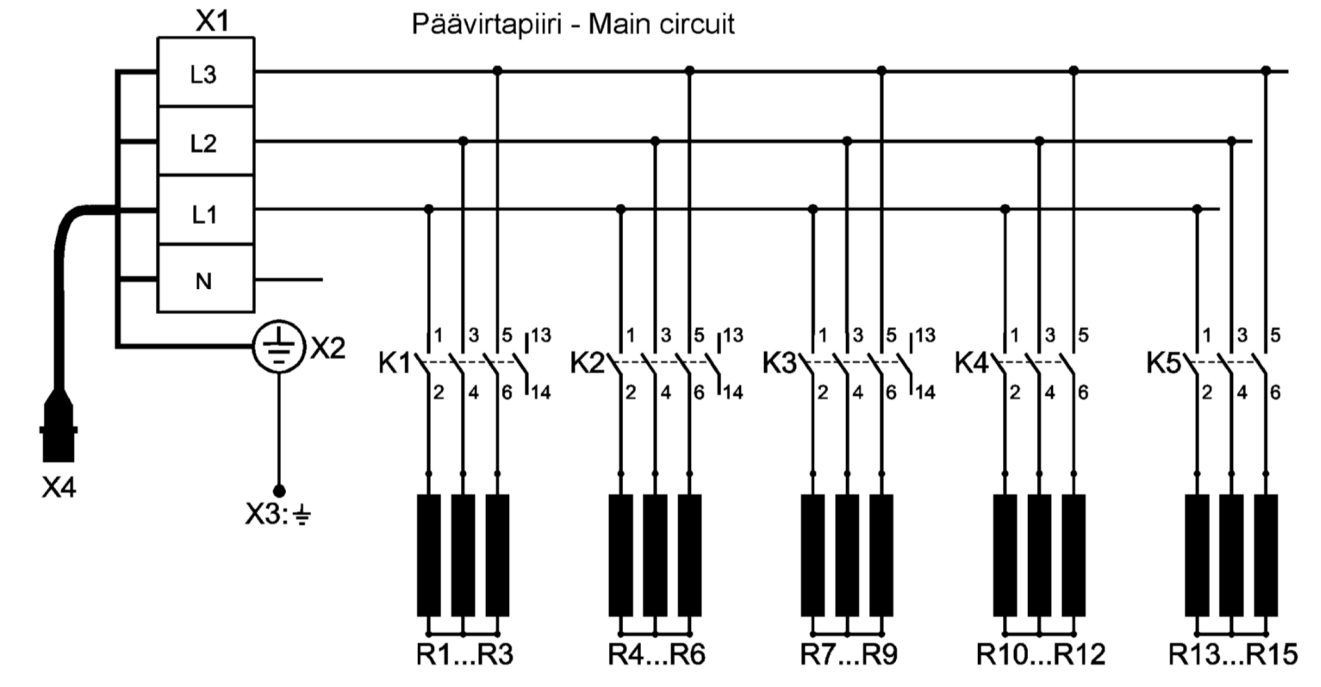 X1
Päävirtapiiri - Main circuit
L3
L2
L1
N
X2
X4
X3:⏚
K1 1 3 5 13
2 4 6 14
K2 1 3 5 13
2 4 6 14
K3 1 3 5 13
2 4 6 14
K4 1 3 5
2 4 6
K5 1 3 5
2 4 6
R1...R3
R4...R6
R7...R9
R10...R12
R13...R15